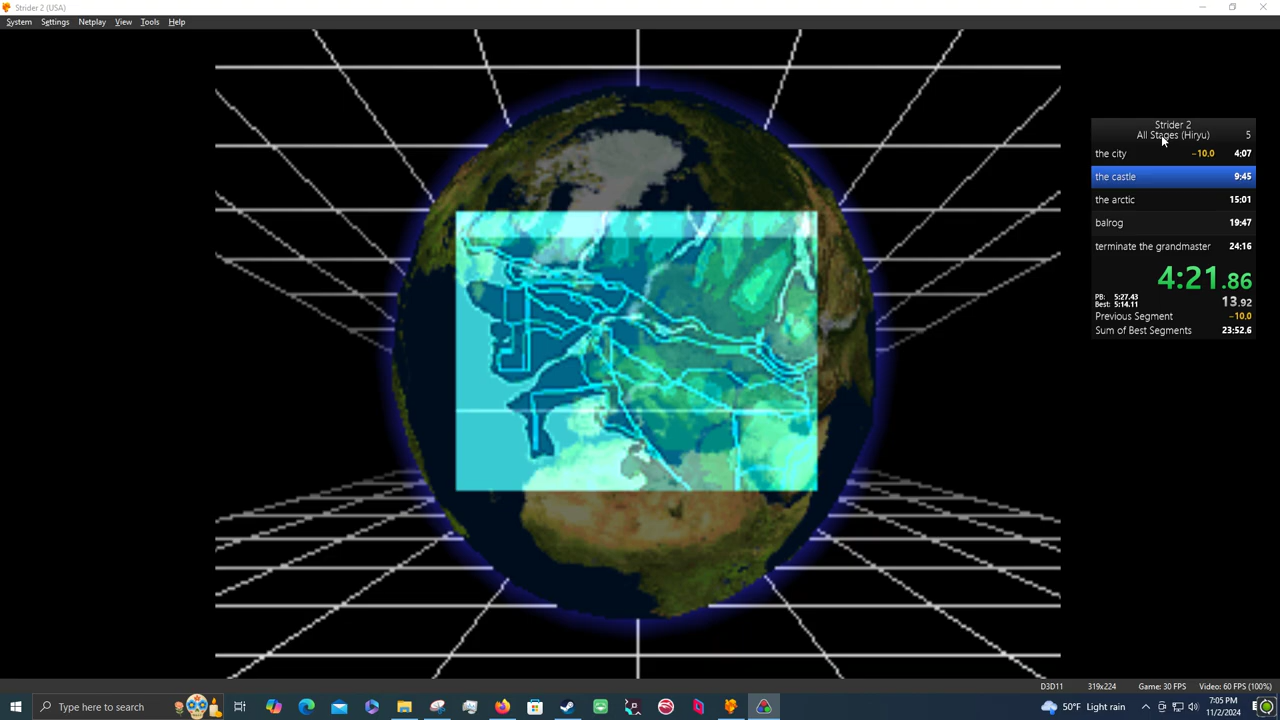 Strider 2 (USA)
System Settings Netplay View Tools Help
Strider 2
All Stages (Hiryu) 5
the city −10.0 4:07
the castle 9:45
the arctic 15:01
balrog 19:47
terminate the grandmaster 24:16
4:21.86
PB: 5:27.43
Best: 5:14.11 13.92
Previous Segment −10.0
Sum of Best Segments 23:52.6
D3D11 319x224 Game: 30 FPS Video: 60 FPS (100%)
Type here to search
50°F Light rain
7:05 PM
11/2/2024